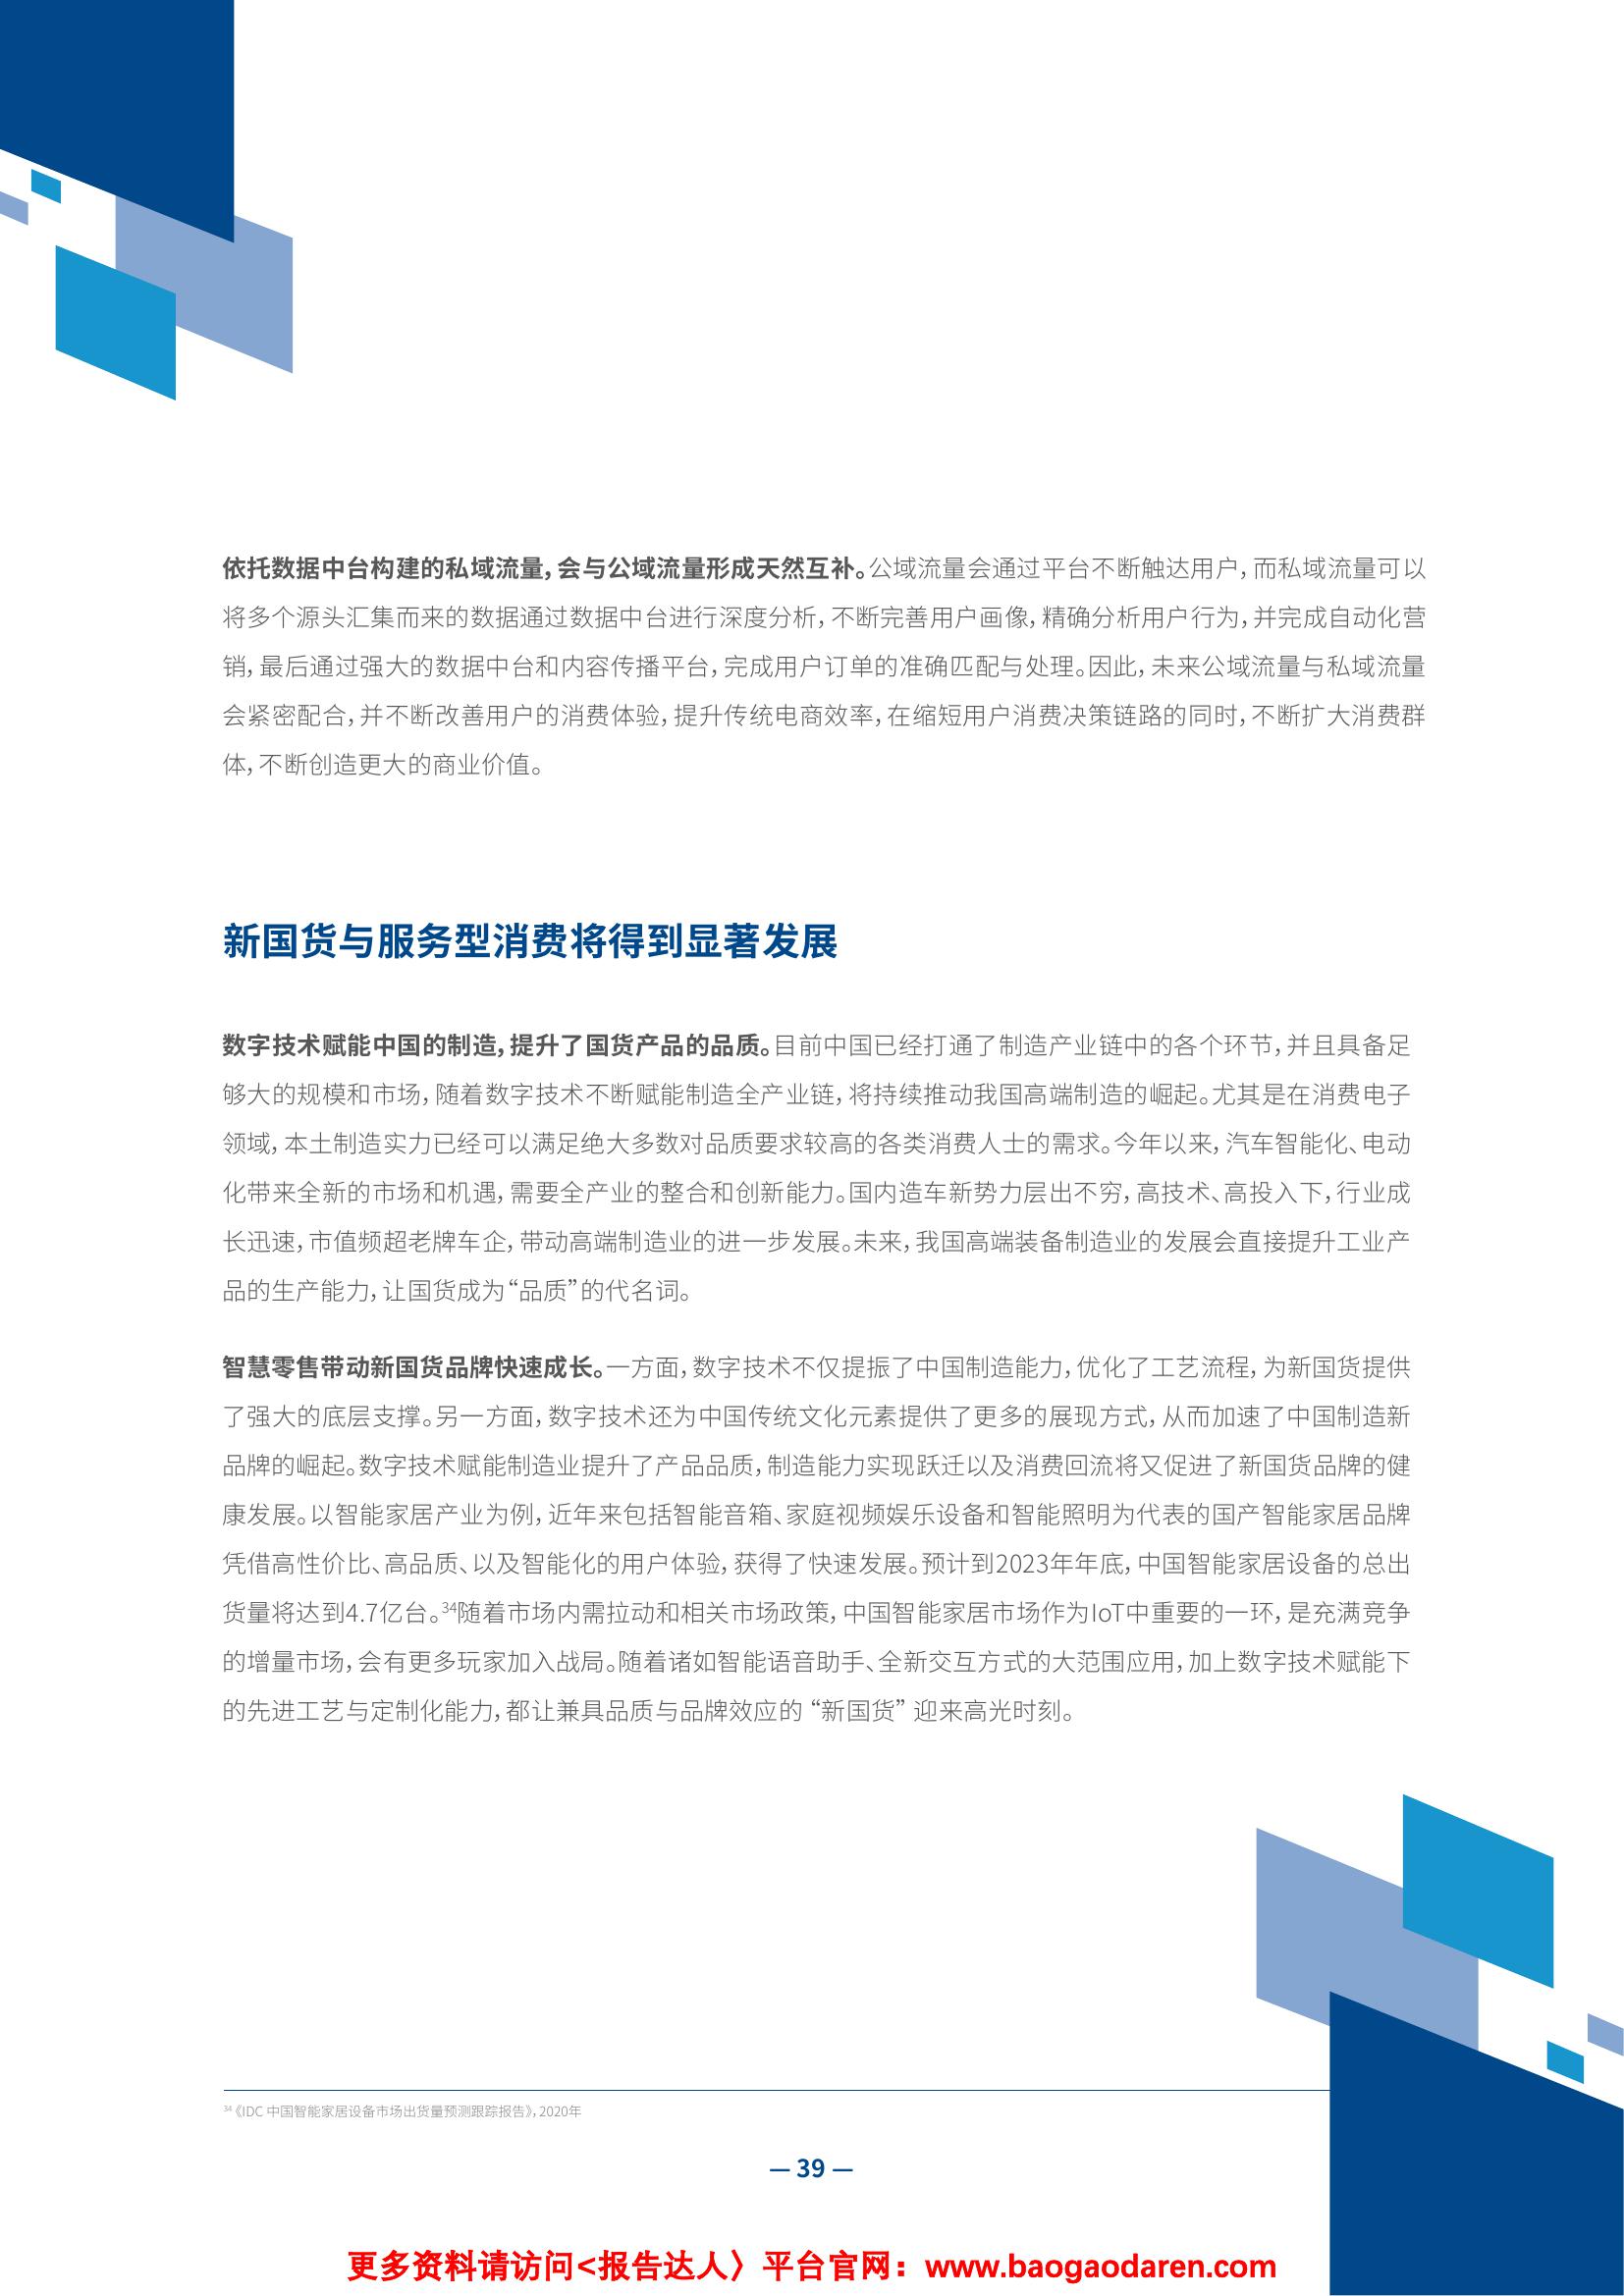 依托数据中台构建的私域流量，会与公域流量形成天然互补。公域流量会通过平台不断触达用户，而私域流量可以
将多个源头汇集而来的数据通过数据中台进行深度分析，不断完善用户画像，精确分析用户行为，并完成自动化营
销，最后通过强大的数据中台和内容传播平台，完成用户订单的准确匹配与处理。因此，未来公域流量与私域流量
会紧密配合，并不断改善用户的消费体验，提升传统电商效率，在缩短用户消费决策链路的同时，不断扩大消费群
体，不断创造更大的商业价值。
新国货与服务型消费将得到显著发展
数字技术赋能中国的制造，提升了国货产品的品质。目前中国已经打通了制造产业链中的各个环节，并且具备足
够大的规模和市场，随着数字技术不断赋能制造全产业链，将持续推动我国高端制造的崛起。尤其是在消费电子
领域，本土制造实力已经可以满足绝大多数对品质要求较高的各类消费人士的需求。今年以来，汽车智能化、电动
化带来全新的市场和机遇，需要全产业的整合和创新能力。国内造车新势力层出不穷，高技术、高投入下，行业成
长迅速，市值频超老牌车企，带动高端制造业的进一步发展。未来，我国高端装备制造业的发展会直接提升工业产
品的生产能力，让国货成为“品质”的代名词。
智慧零售带动新国货品牌快速成长。一方面，数字技术不仅提振了中国制造能力，优化了工艺流程，为新国货提供
了强大的底层支撑。另一方面，数字技术还为中国传统文化元素提供了更多的展现方式，从而加速了中国制造新
品牌的崛起。数字技术赋能制造业提升了产品品质，制造能力实现跃迁以及消费回流将又促进了新国货品牌的健
康发展。以智能家居产业为例，近年来包括智能音箱、家庭视频娱乐设备和智能照明为代表的国产智能家居品牌
凭借高性价比、高品质、以及智能化的用户体验，获得了快速发展。预计到2023年年底，中国智能家居设备的总出
货量将达到4.7亿台。34随着市场内需拉动和相关市场政策，中国智能家居市场作为IoT中重要的一环，是充满竞争
的增量市场，会有更多玩家加入战局。随着诸如智能语音助手、全新交互方式的大范围应用，加上数字技术赋能下
的先进工艺与定制化能力，都让兼具品质与品牌效应的“新国货”迎来高光时刻。
34《IDC 中国智能家居设备市场出货量预测跟踪报告》，2020年
— 39 —
更多资料请访问<报告达人〉平台官网：www.baogaodaren.com